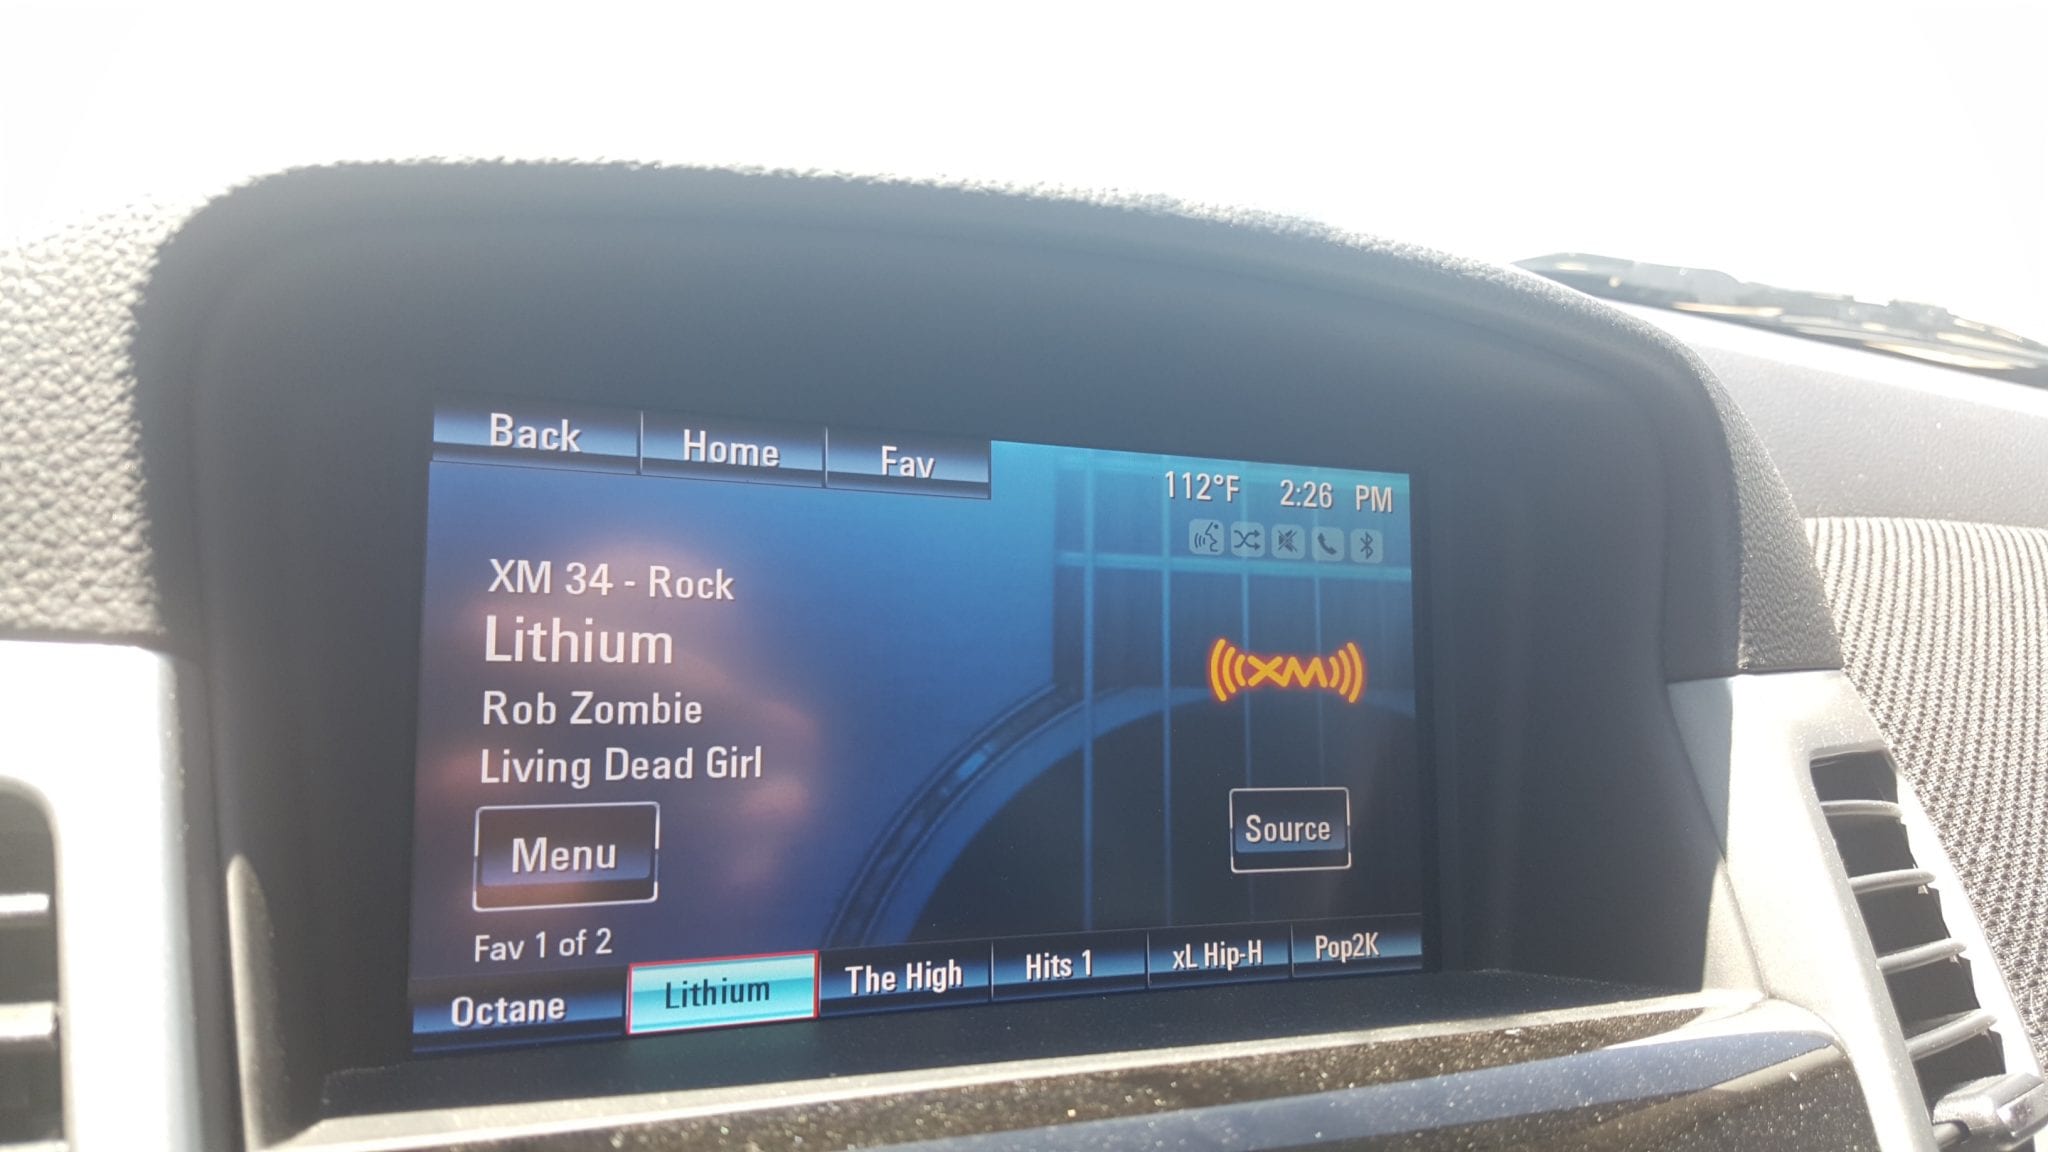 Back Home Fav
112°F 2:26 PM
XM 34 - Rock
Lithium
Rob Zombie
Living Dead Girl
XM
Menu
Source
Fav 1 of 2
Octane Lithium The High Hits 1 xL Hip-H Pop2K